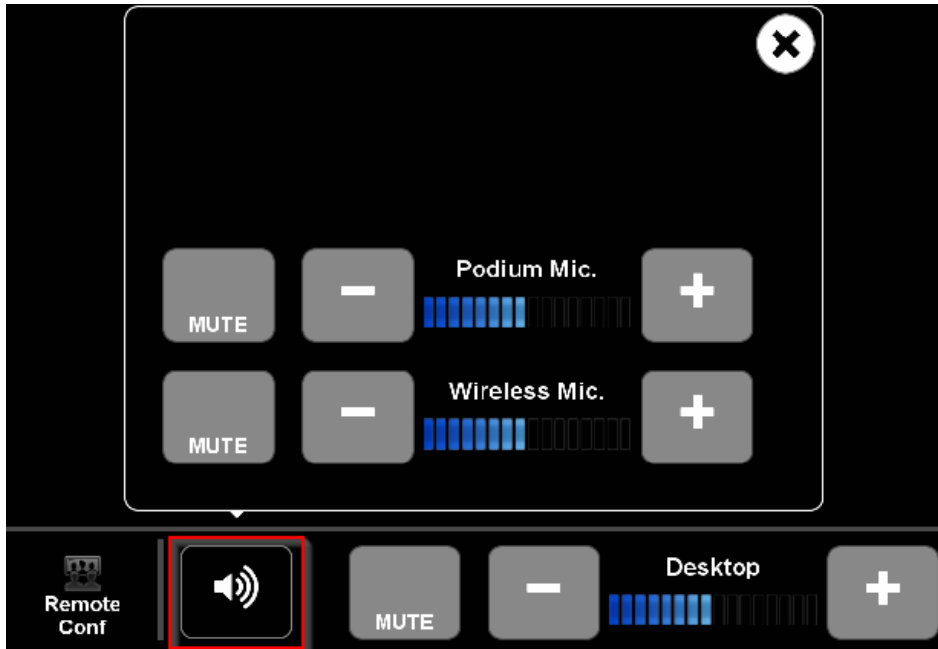 Podium Mic.
MUTE
Wireless Mic.
MUTE
Remote
Conf
MUTE
Desktop